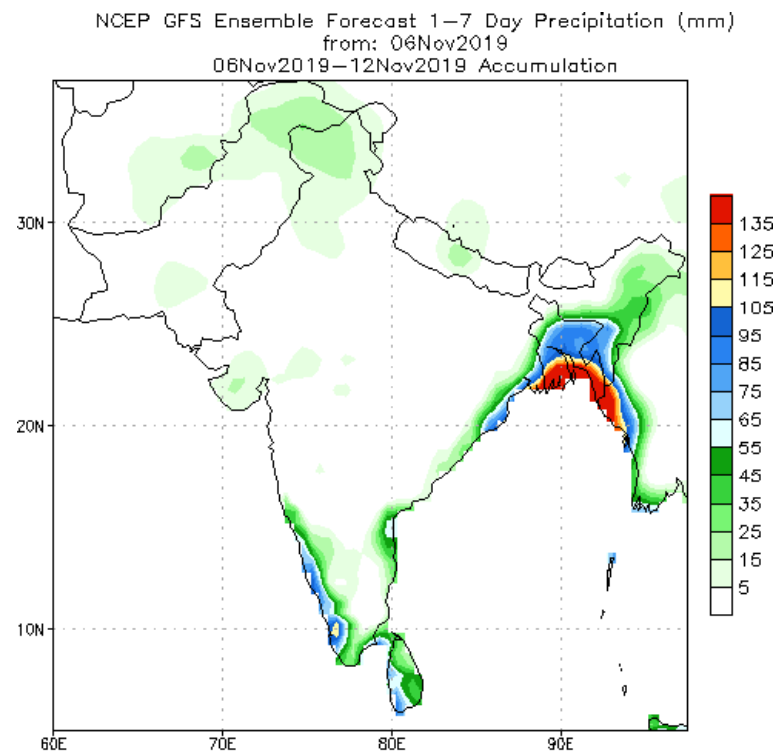 NCEP GFS Ensemble Forecast 1-7 Day Precipitation (mm)
from: 06Nov2019
06Nov2019-12Nov2019 Accumulation
30N
20N
10N
60E
70E
80E
90E
135
125
115
105
95
85
75
65
55
45
35
25
15
5